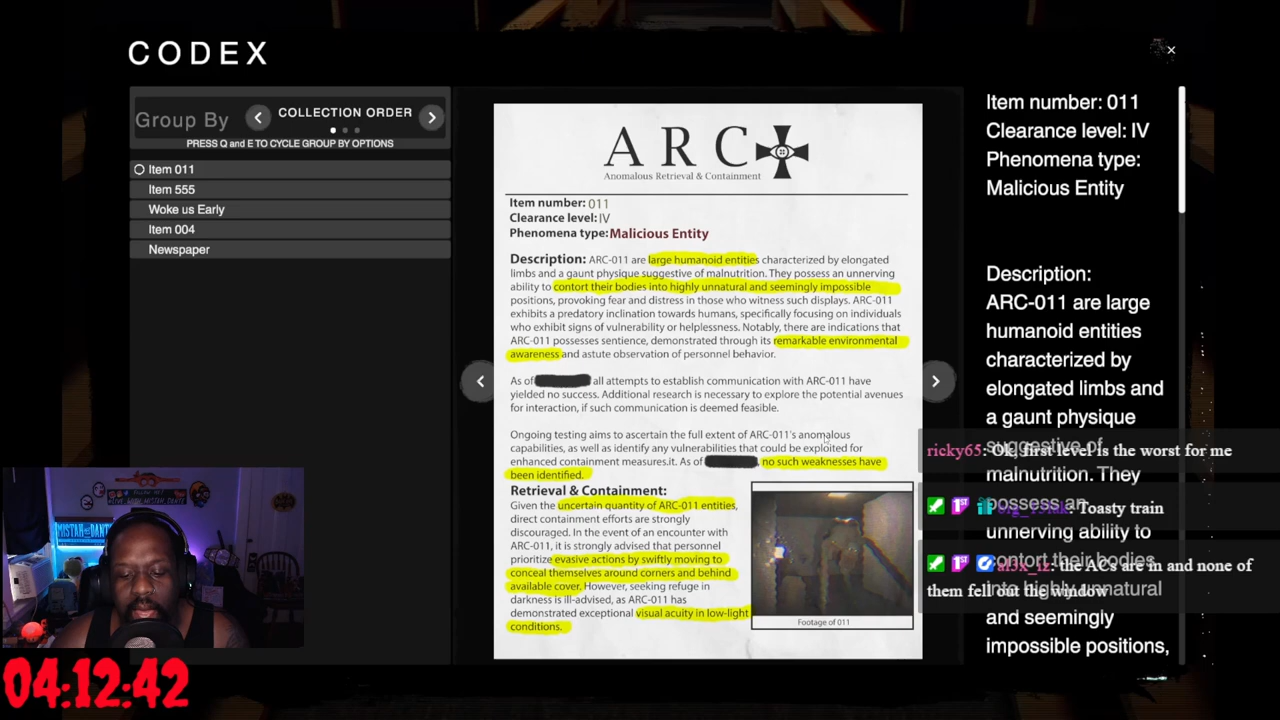 CODEX
×
Group By
COLLECTION ORDER
PRESS Q and E TO CYCLE GROUP BY OPTIONS
Item 011
Item 555
Woke us Early
Item 004
Newspaper
ARC
Anomalous Retrieval & Containment
Item number: 011
Clearance level: IV
Phenomena type: Malicious Entity
Description: ARC-011 are large humanoid entities characterized by elongated
limbs and a gaunt physique suggestive of malnutrition. They possess an unnerving
ability to contort their bodies into highly unnatural and seemingly impossible
positions, provoking fear and distress in those who witness such displays. ARC-011
exhibits a predatory inclination towards humans, specifically focusing on individuals
who exhibit signs of vulnerability or helplessness. Notably, there are indications that
ARC-011 possesses sentience, demonstrated through its remarkable environmental
awareness and astute observation of personnel behavior.
As of all attempts to establish communication with ARC-011 have
yielded no success. Additional research is necessary to explore the potential avenues
for interaction, if such communication is deemed feasible.
Ongoing testing aims to ascertain the full extent of ARC-011's anomalous
capabilities, as well as identify any vulnerabilities that could be exploited for
enhanced containment measures.it. As of , no such weaknesses have
been identified.
Retrieval & Containment:
Given the uncertain quantity of ARC-011 entities,
direct containment efforts are strongly
discouraged. In the event of an encounter with
ARC-011, it is strongly advised that personnel
prioritize evasive actions by swiftly moving to
conceal themselves around corners and behind
available cover. However, seeking refuge in
darkness is ill-advised, as ARC-011 has
demonstrated exceptional visual acuity in low-light
conditions.
Footage of 011
Item number: 011
Clearance level: IV
Phenomena type:
Malicious Entity
Description:
ARC-011 are large
humanoid entities
characterized by
elongated limbs and
a gaunt physique
suggestive of
malnutrition. They
possess an
unnerving ability to
contort their bodies
into highly unnatural
and seemingly
impossible positions,
ricky65: Ok, first level is the worst for me
: Toasty train
: the ACs are in and none of
them fell out the window
04:12:42